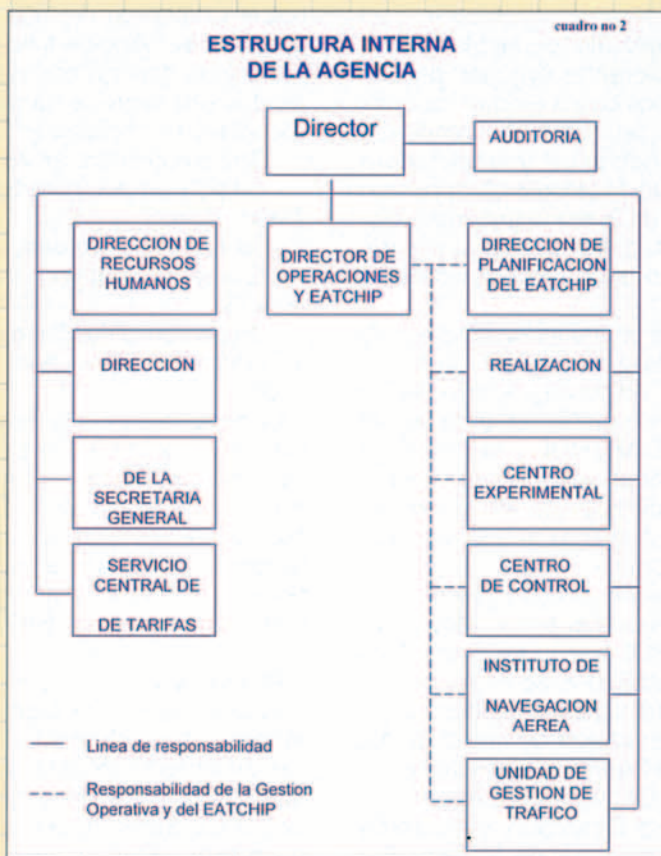 cuadro no 2
ESTRUCTURA INTERNA
DE LA AGENCIA
Director
AUDITORIA
DIRECCION DE
RECURSOS
HUMANOS
DIRECTOR DE
OPERACIONES
Y EATCHIP
DIRECCION DE
PLANIFICACION
DEL EATCHIP
DIRECCION
REALIZACION
DE LA
SECRETARIA
GENERAL
CENTRO
EXPERIMENTAL
SERVICIO
CENTRAL DE
DE TARIFAS
CENTRO
DE CONTROL
INSTITUTO DE
NAVEGACION
AEREA
UNIDAD DE
GESTION DE
TRAFICO
Linea de responsabilidad
Responsabilidad de la Gestion
Operativa y del EATCHIP